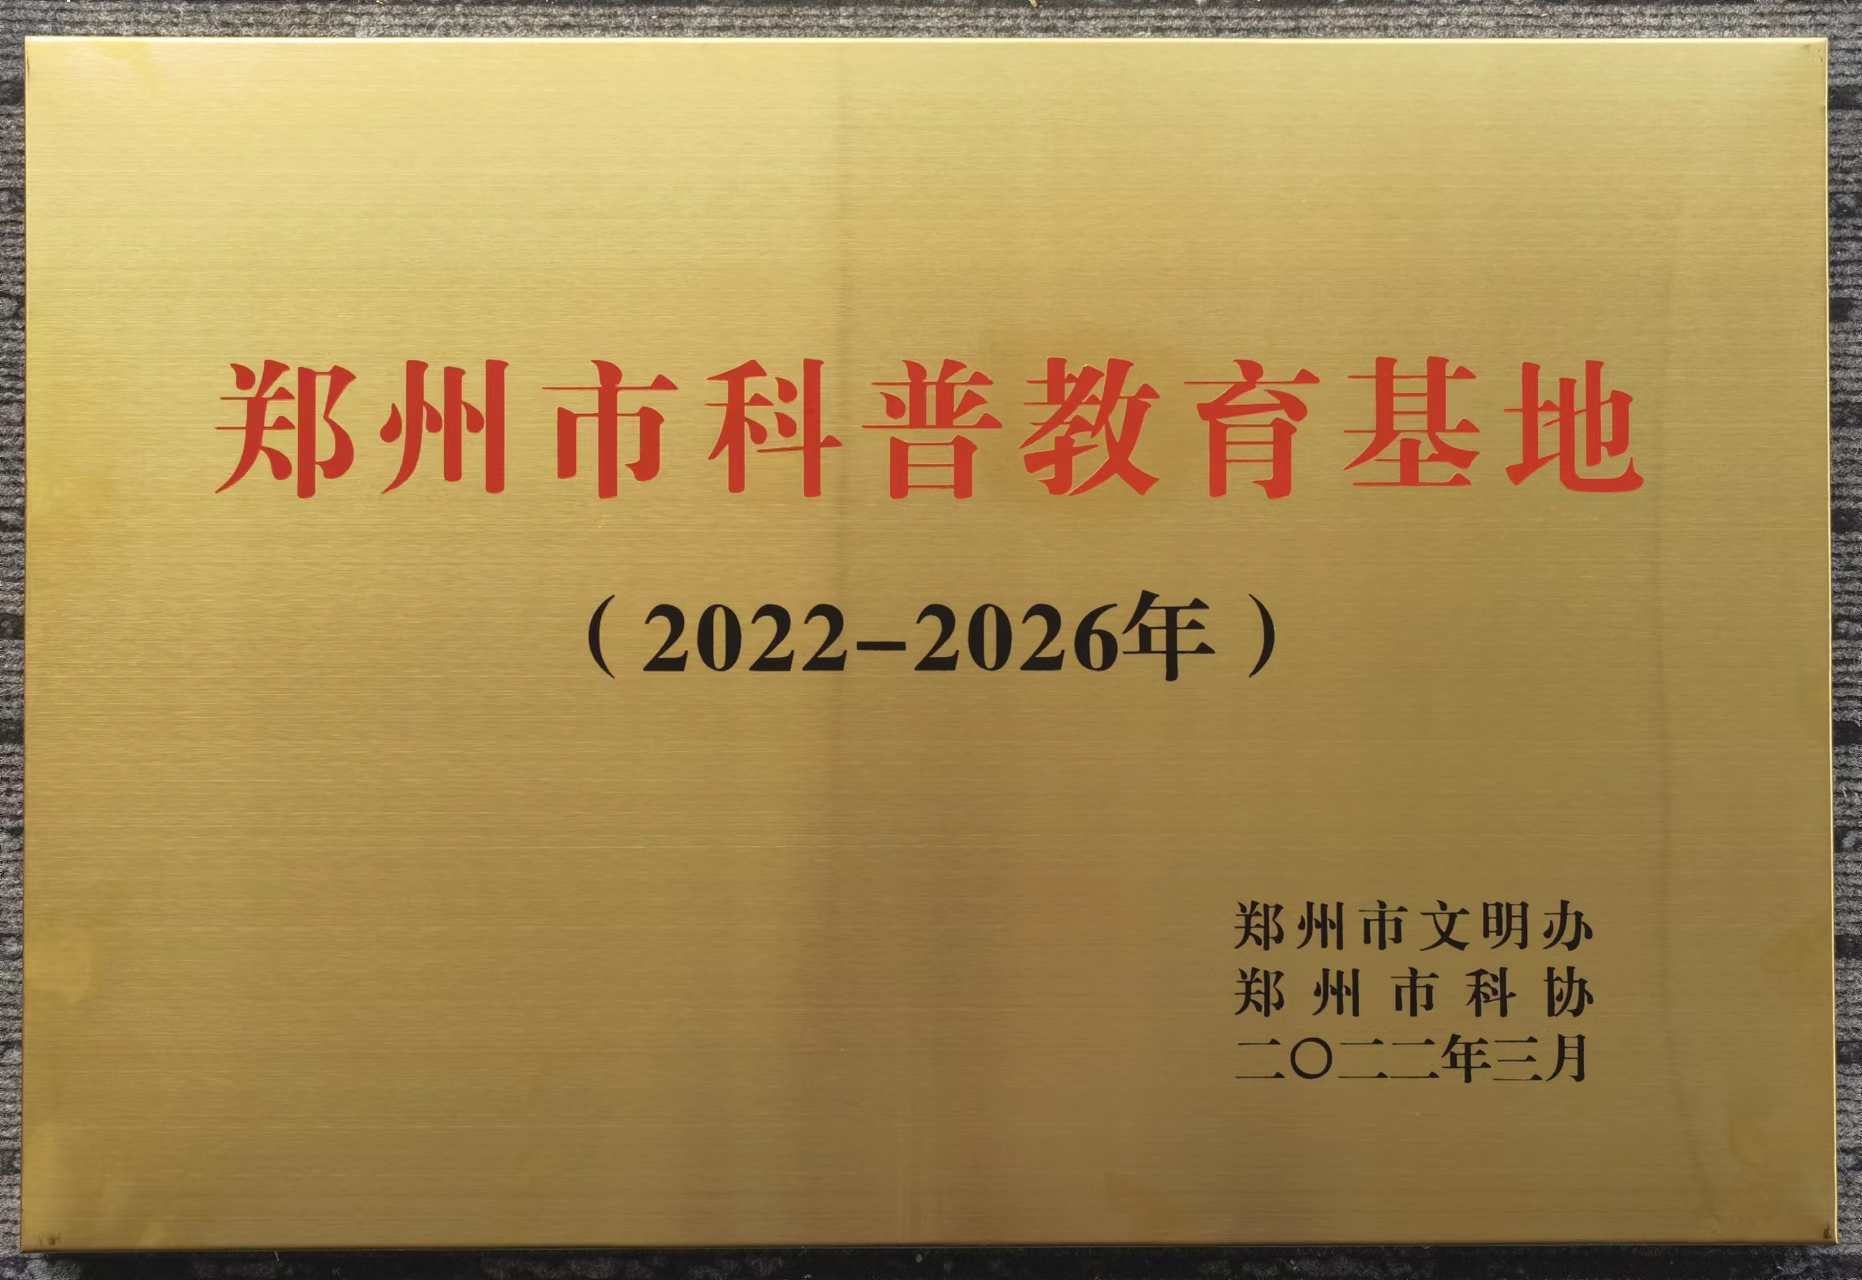 郑州市科普教育基地
（2022-2026年）
郑州市文明办
郑州市科协
二〇二二年三月